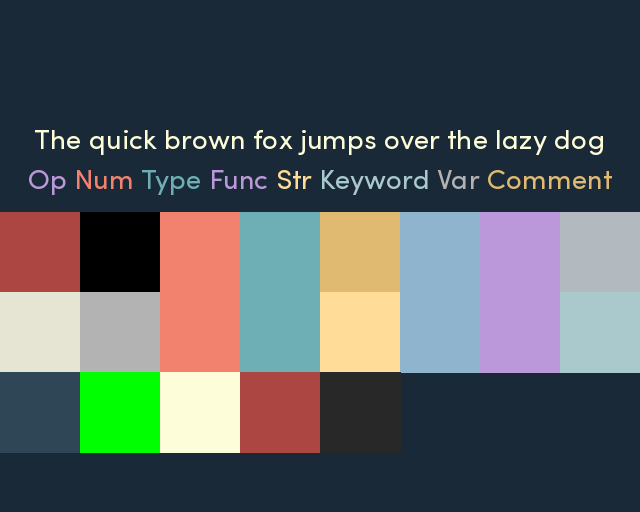 The quick brown fox jumps over the lazy dog
Op Num Type Func Str Keyword Var Comment